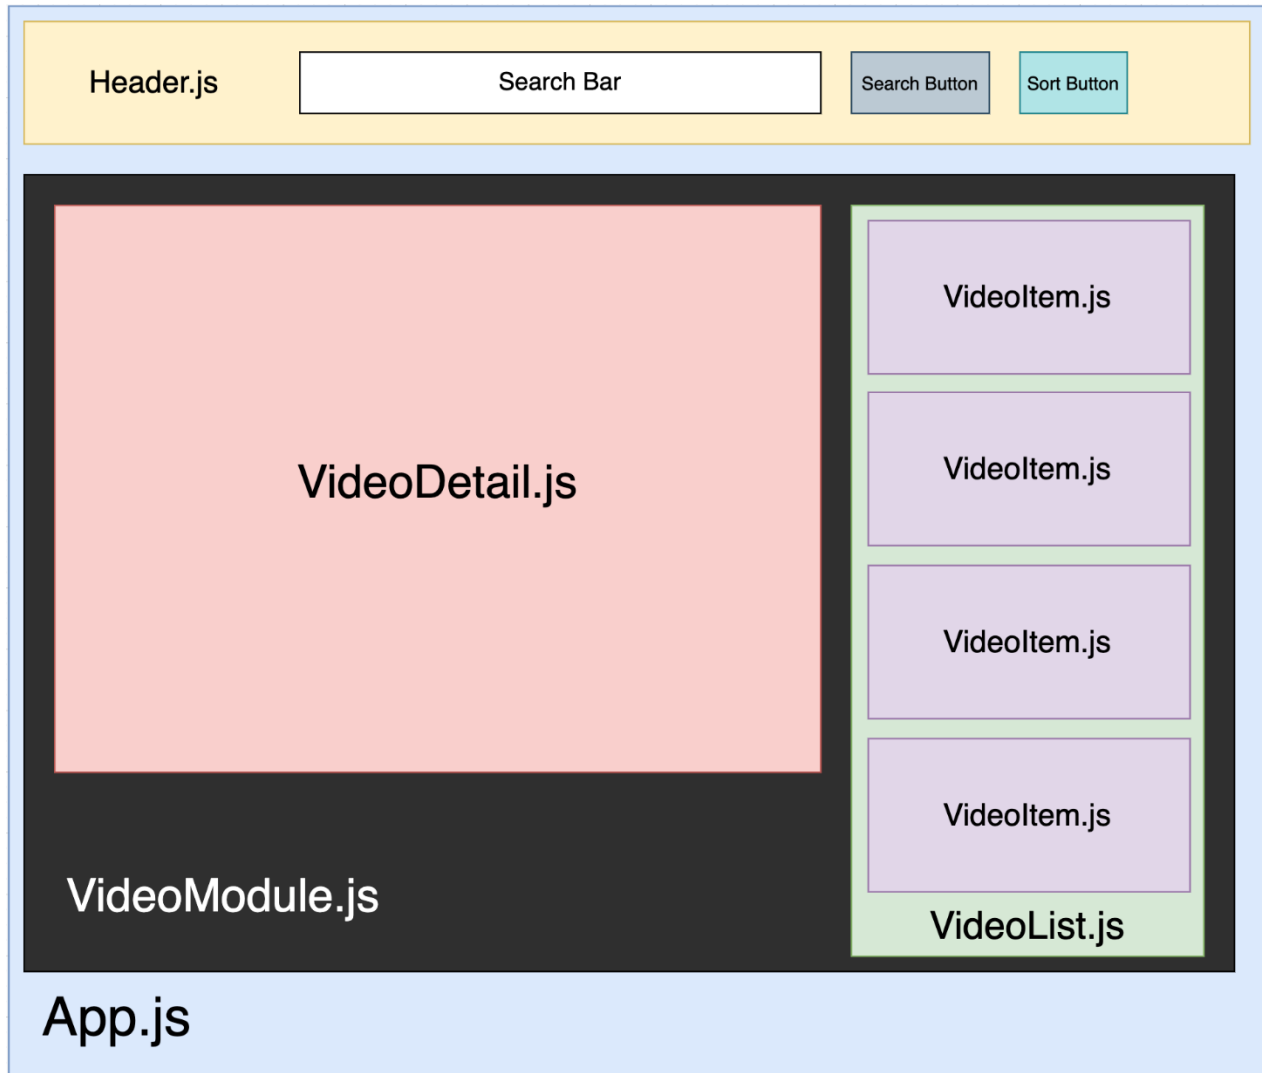 Header.js
Search Bar
Search Button
Sort Button
VideoDetail.js
VideoItem.js
VideoItem.js
VideoItem.js
VideoItem.js
VideoList.js
VideoModule.js
App.js